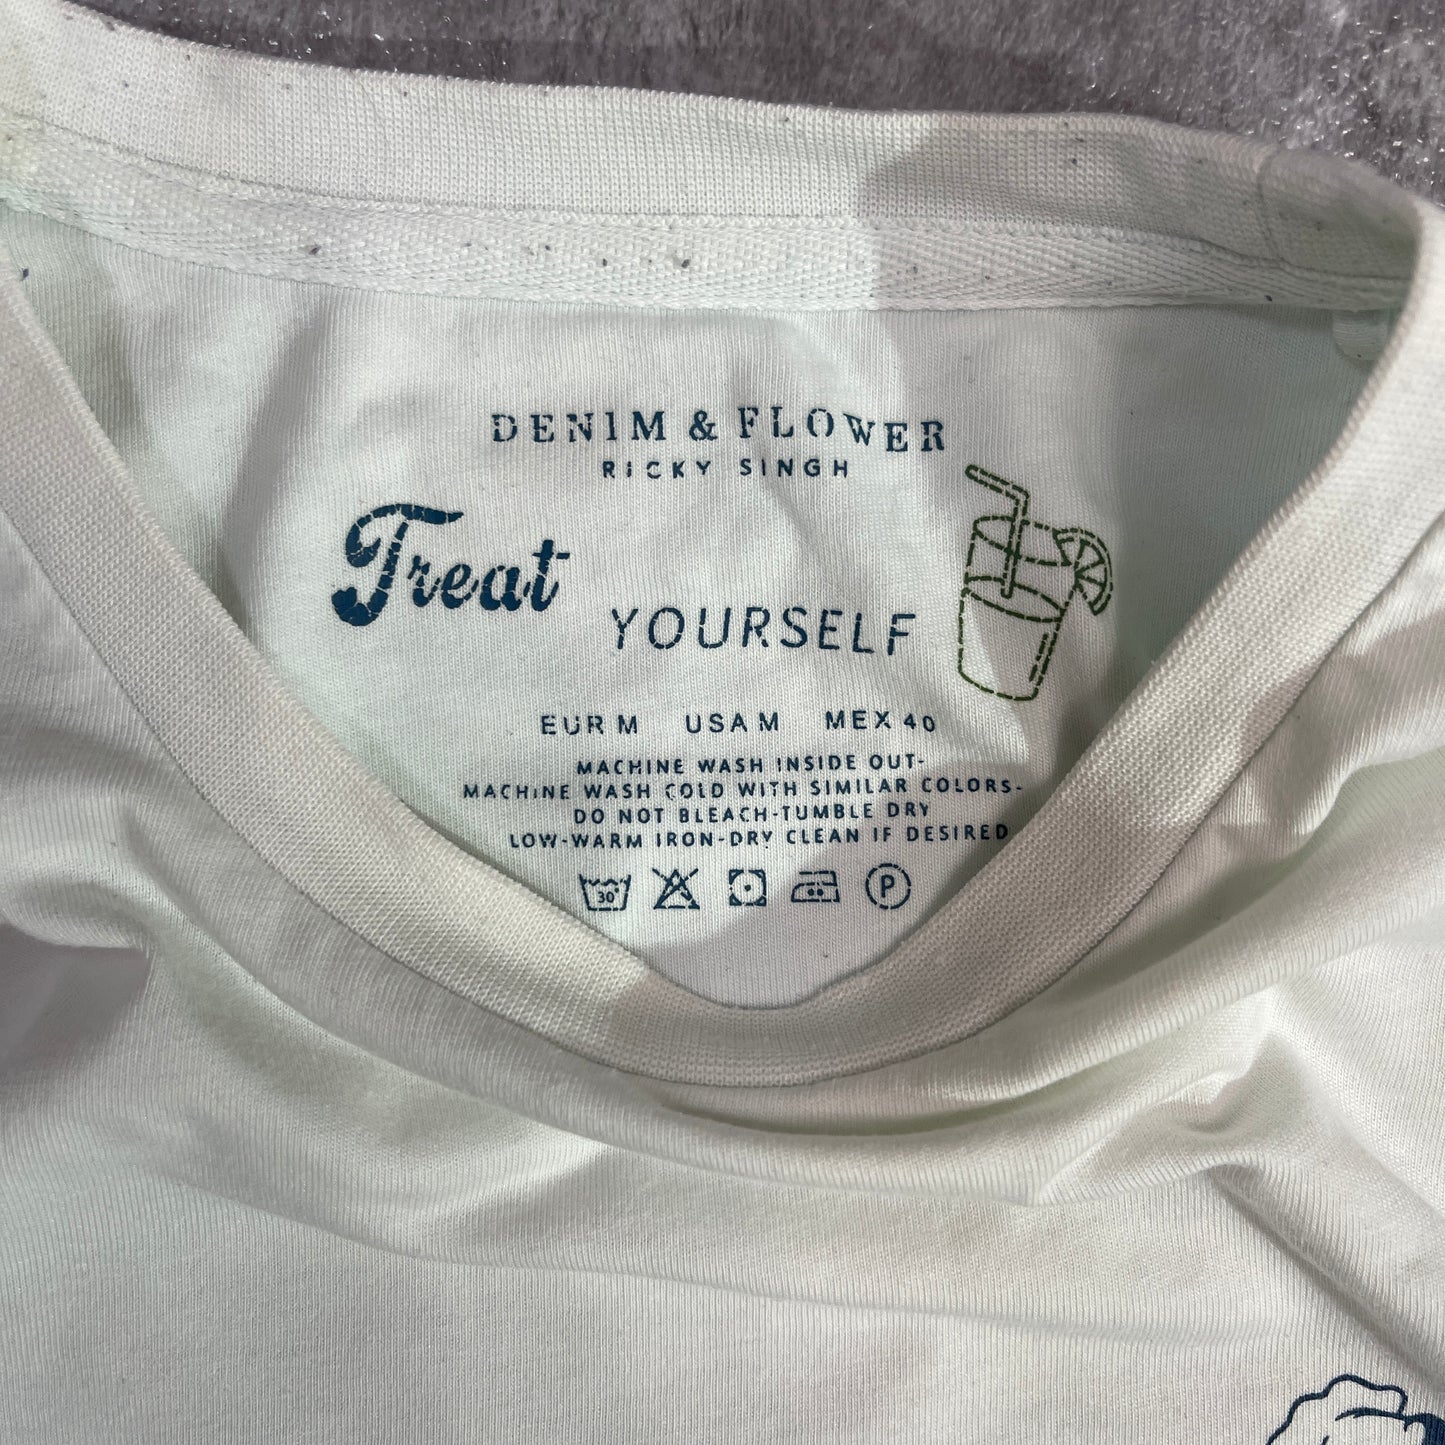 DENIM & FLOWER
RICKY SINGH
Treat
YOURSELF
EUR M USA M MEX 40
MACHINE WASH INSIDE OUT-
MACHINE WASH COLD WITH SIMILAR COLORS-
DO NOT BLEACH-TUMBLE DRY
LOW-WARM IRON-DRY CLEAN IF DESIRED
30° P